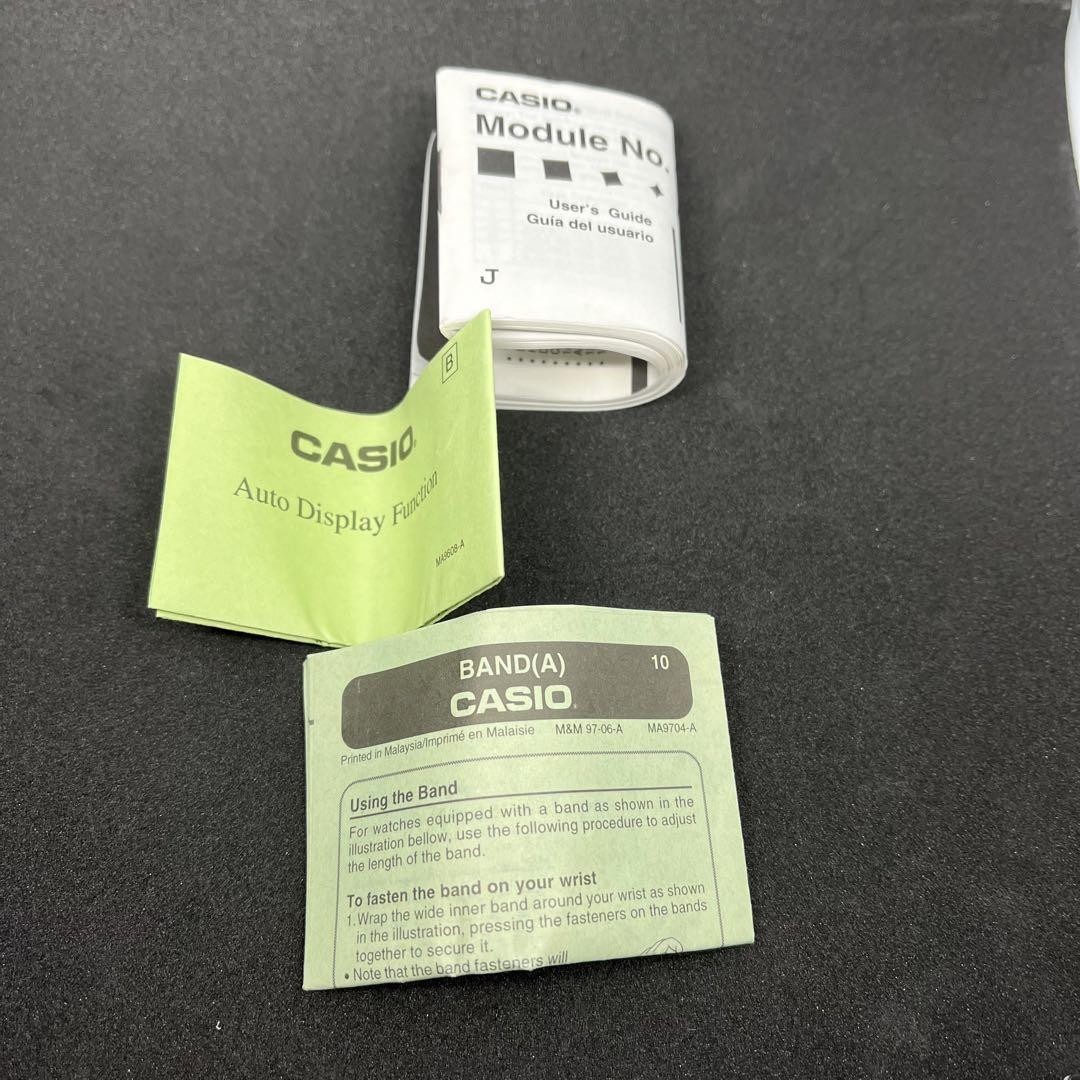 CASIO®
Module No.
User's Guide
Guía del usuario
J
B
CASIO®
Auto Display Function
MA9608-A
BAND(A) 10
CASIO®
Printed in Malaysia/Imprimé en Malaisie M&M 97-06-A MA9704-A
Using the Band
For watches equipped with a band as shown in the
illustration bellow, use the following procedure to adjust
the length of the band.
To fasten the band on your wrist
1. Wrap the wide inner band around your wrist as shown
in the illustration, pressing the fasteners on the bands
together to secure it.
• Note that the band fasteners will